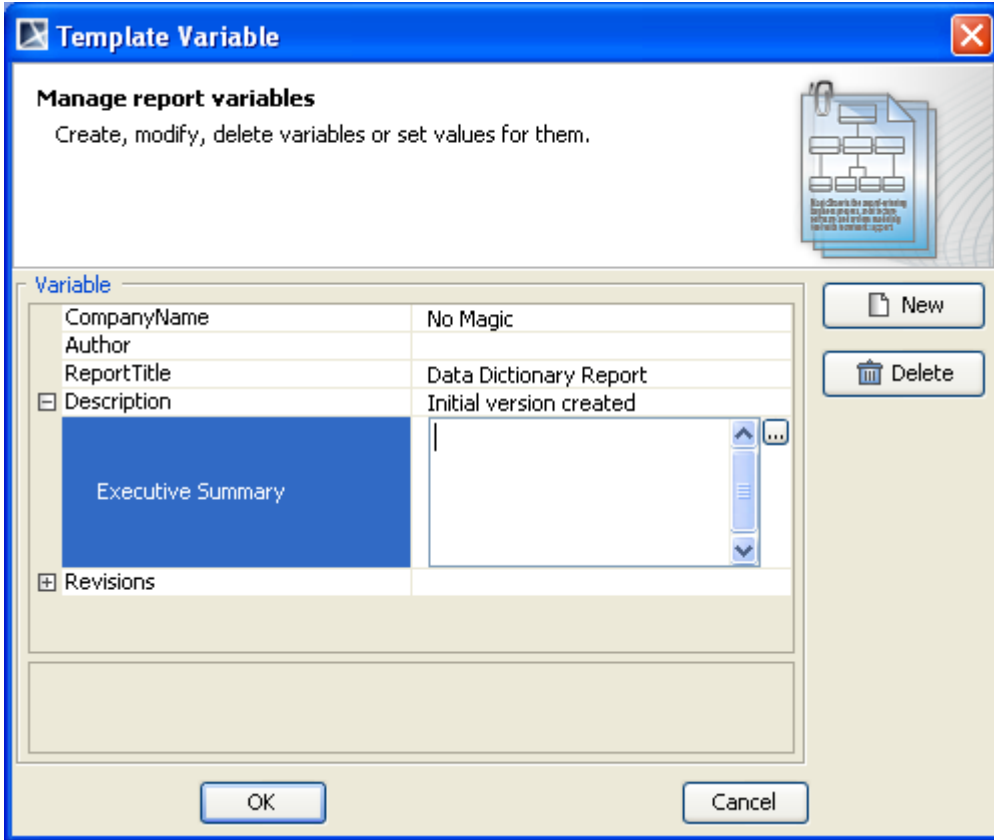 Template Variable
Manage report variables
Create, modify, delete variables or set values for them.
Variable
CompanyName No Magic
Author
ReportTitle Data Dictionary Report
Description Initial version created
Executive Summary ...
Revisions
New
Delete
OK Cancel